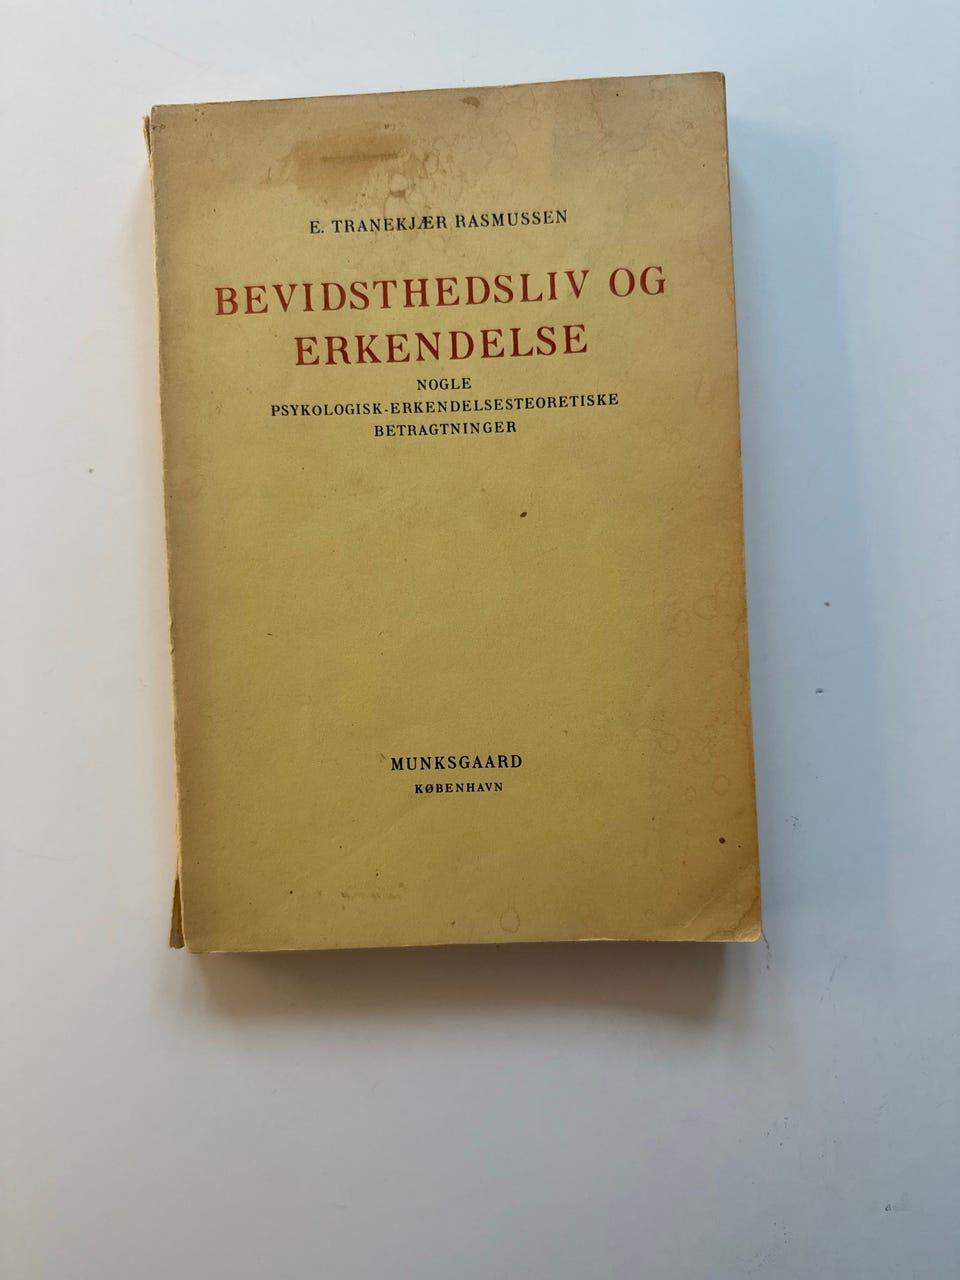 E. TRANEKJÆR RASMUSSEN
BEVIDSTHEDSLIV OG
ERKENDELSE
NOGLE
PSYKOLOGISK-ERKENDELSESTEORETISKE
BETRAGTNINGER
MUNKSGAARD
KØBENHAVN